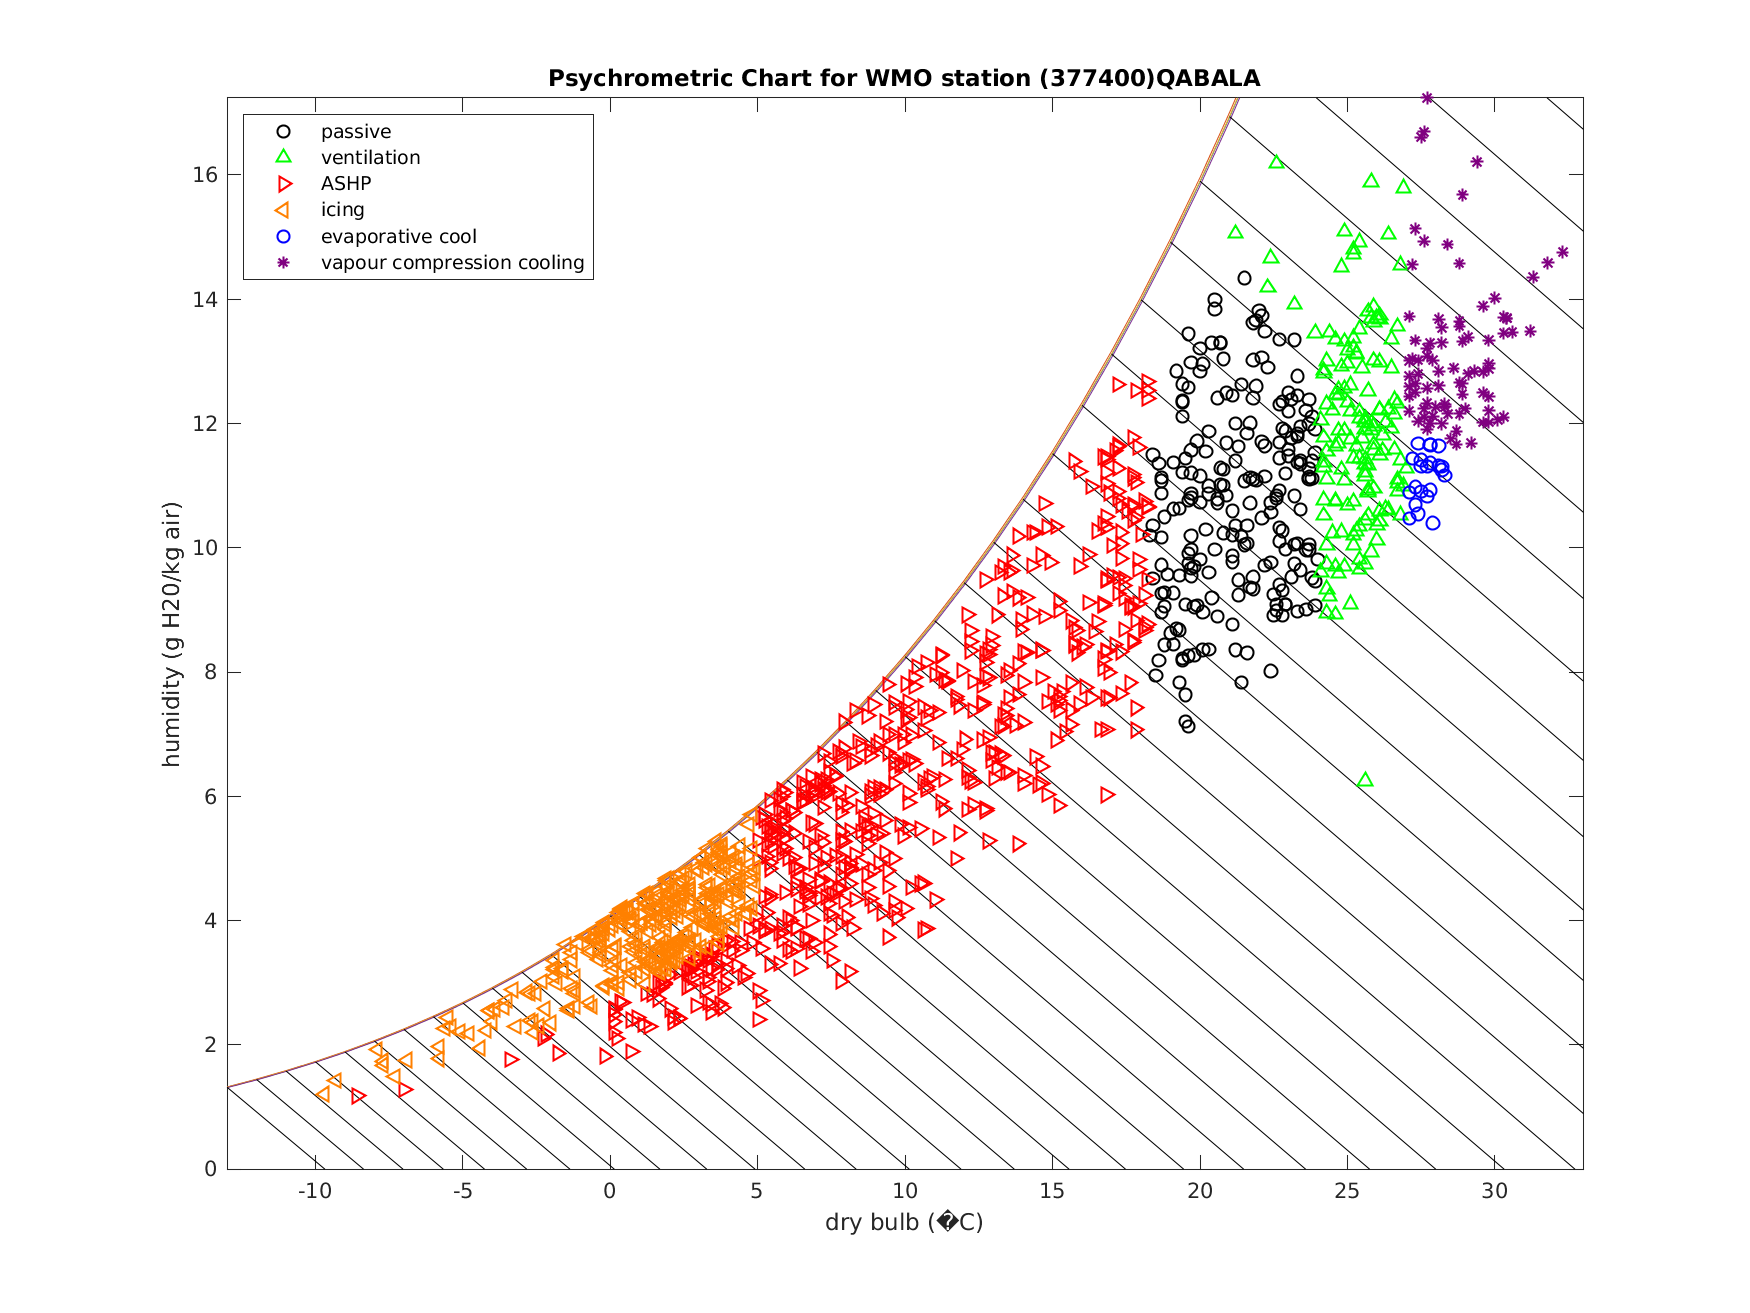 Psychrometric Chart for WMO station (377400)QABALA
passive
ventilation
ASHP
icing
evaporative cool
vapour compression cooling
humidity (g H20/kg air)
16
14
12
10
8
6
4
2
0
-10 -5 0 5 10 15 20 25 30
dry bulb (�C)